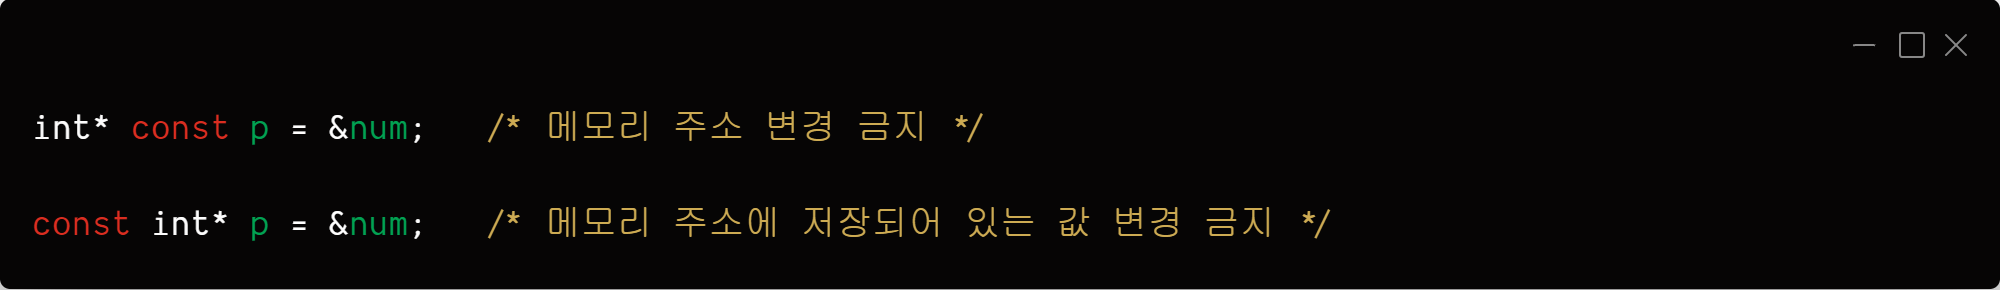 int* const p = &num;   /* 메모리 주소 변경 금지 */
const int* p = &num;   /* 메모리 주소에 저장되어 있는 값 변경 금지 */